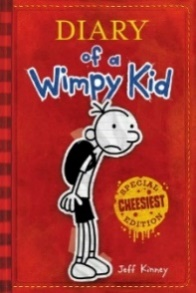 DIARY
of a
Wimpy Kid
SPECIAL
CHEESIEST
EDITION
Jeff Kinney